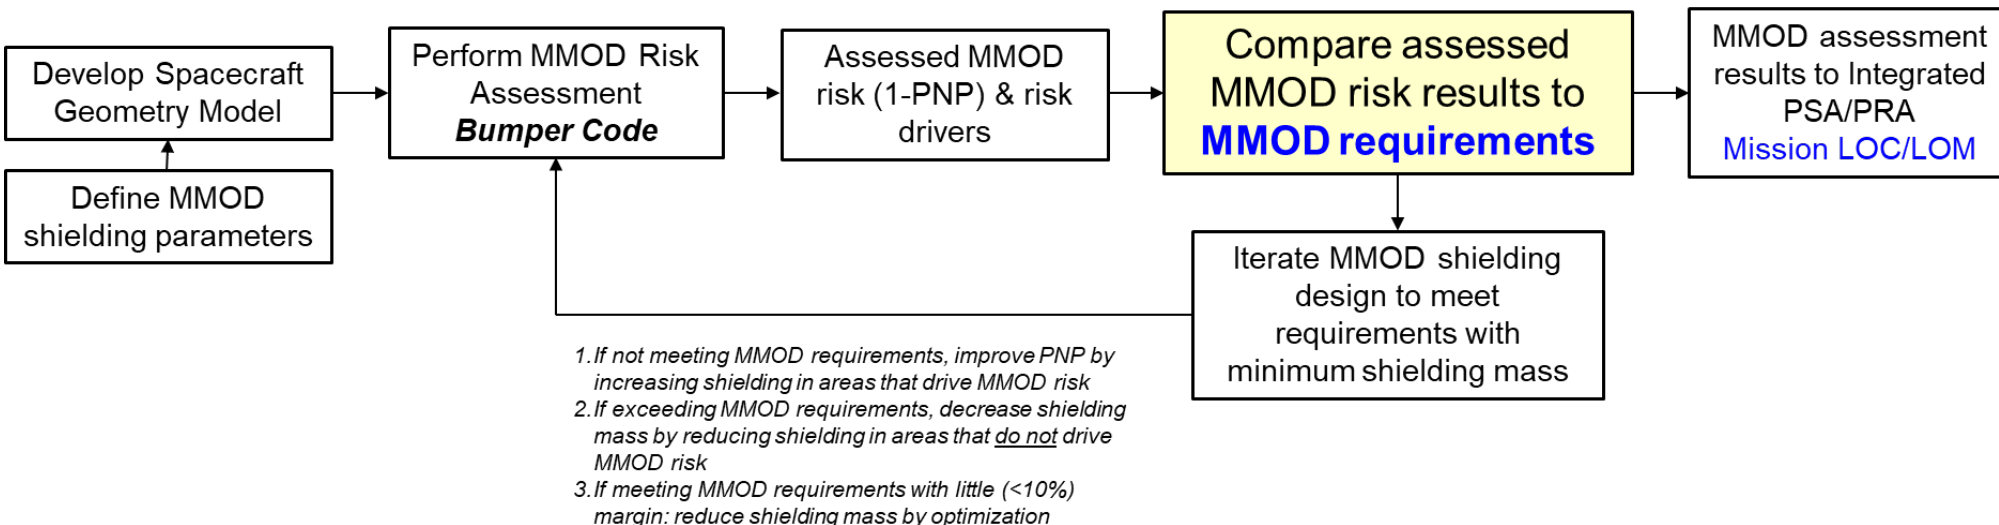 Develop Spacecraft
Geometry Model
Define MMOD
shielding parameters
Perform MMOD Risk
Assessment
Bumper Code
Assessed MMOD
risk (1-PNP) & risk
drivers
Compare assessed
MMOD risk results to
MMOD requirements
MMOD assessment
results to Integrated
PSA/PRA
Mission LOC/LOM
Iterate MMOD shielding
design to meet
requirements with
minimum shielding mass
1. If not meeting MMOD requirements, improve PNP by
increasing shielding in areas that drive MMOD risk
2. If exceeding MMOD requirements, decrease shielding
mass by reducing shielding in areas that do not drive
MMOD risk
3. If meeting MMOD requirements with little (<10%)
margin: reduce shielding mass by optimization